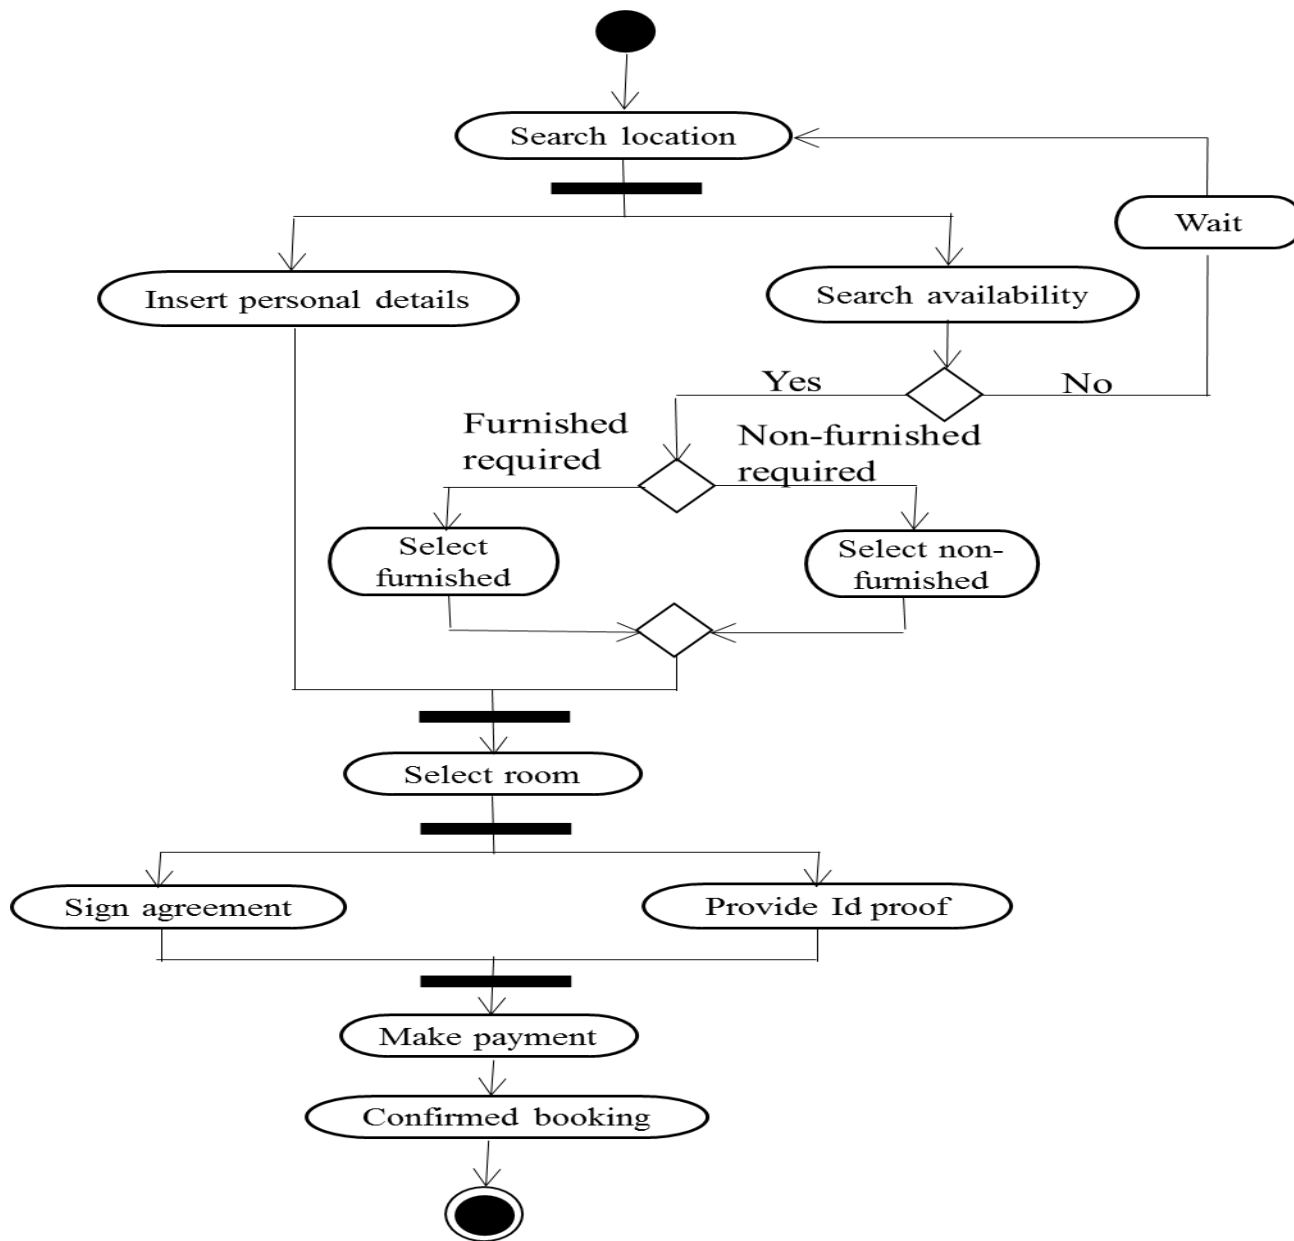 Search location
Wait
Insert personal details
Search availability
Yes
No
Furnished
required
Non-furnished
required
Select
furnished
Select non-
furnished
Select room
Sign agreement
Provide Id proof
Make payment
Confirmed booking